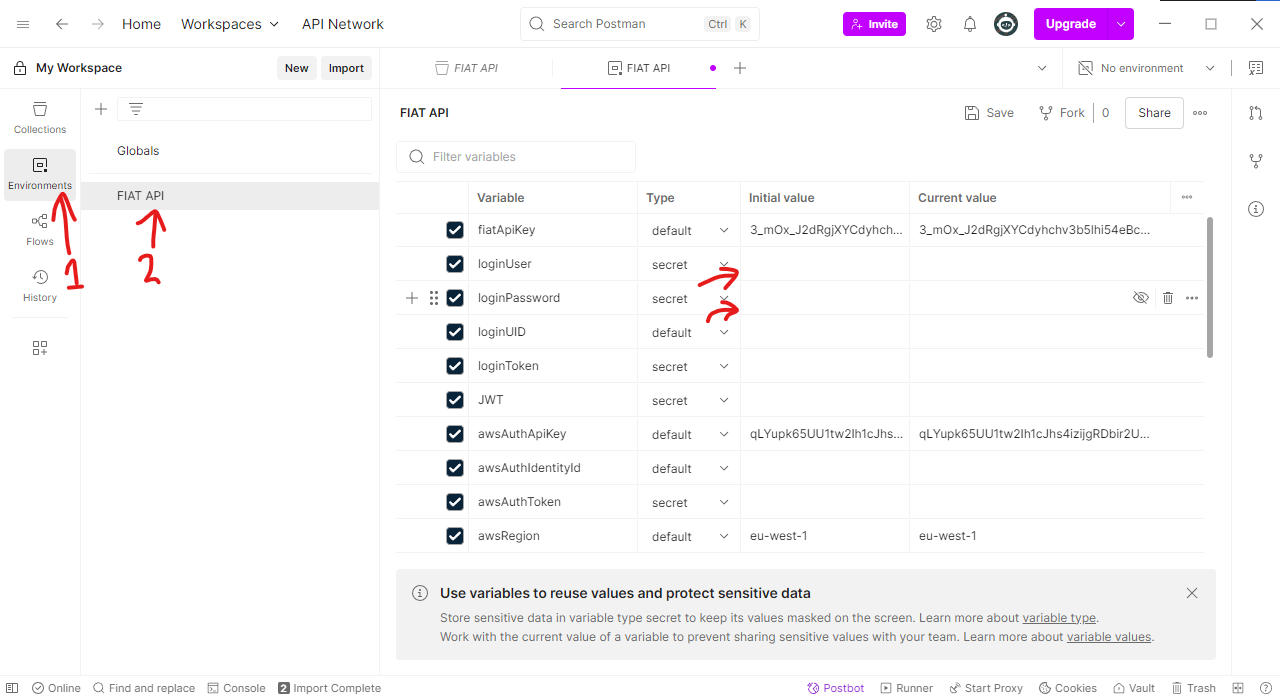 Home Workspaces API Network Search Postman Ctrl K Invite Upgrade
My Workspace New Import FIAT API FIAT API No environment
Collections
Environments
Flows
History
Globals
FIAT API
1
2
FIAT API Save Fork 0 Share
Filter variables
Variable Type Initial value Current value
fiatApiKey default 3_mOx_J2dRgjXYCdyhch... 3_mOx_J2dRgjXYCdyhchv3b5lhi54eBc...
loginUser secret
loginPassword secret
loginUID default
loginToken secret
JWT secret
awsAuthApiKey default qLYupk65UU1tw2Ih1cJhs... qLYupk65UU1tw2Ih1cJhs4izijgRDbir2U...
awsAuthIdentityId default
awsAuthToken secret
awsRegion default eu-west-1 eu-west-1
Use variables to reuse values and protect sensitive data
Store sensitive data in variable type secret to keep its values masked on the screen. Learn more about variable type.
Work with the current value of a variable to prevent sharing sensitive values with your team. Learn more about variable values.
Online Find and replace Console 2 Import Complete Postbot Runner Start Proxy Cookies Vault Trash